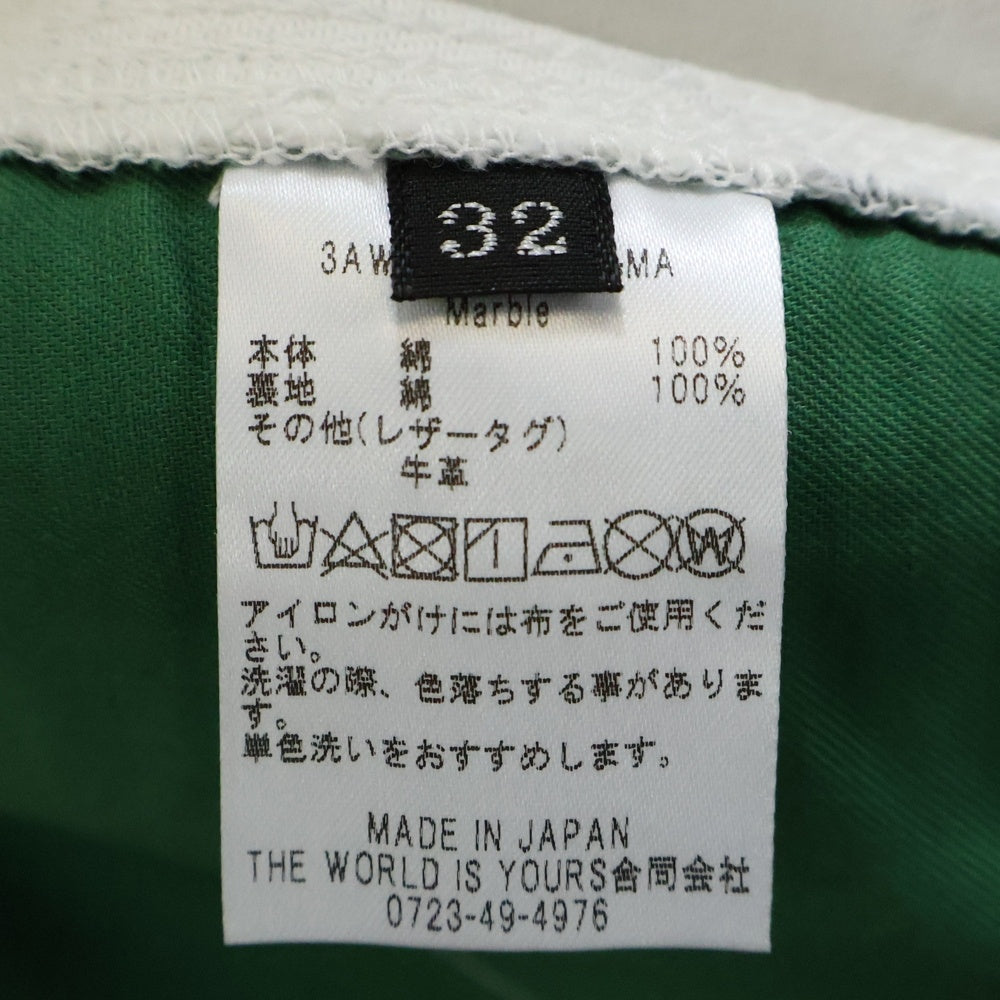 32
3AW MA
Marble
本体 綿 100%
裏地 綿 100%
その他(レザータグ)
牛革
W
アイロンがけには布をご使用くだ
さい。
洗濯の際、色落ちする事がありま
す。
単色洗いをおすすめします。
MADE IN JAPAN
THE WORLD IS YOURS合同会社
0723-49-4976